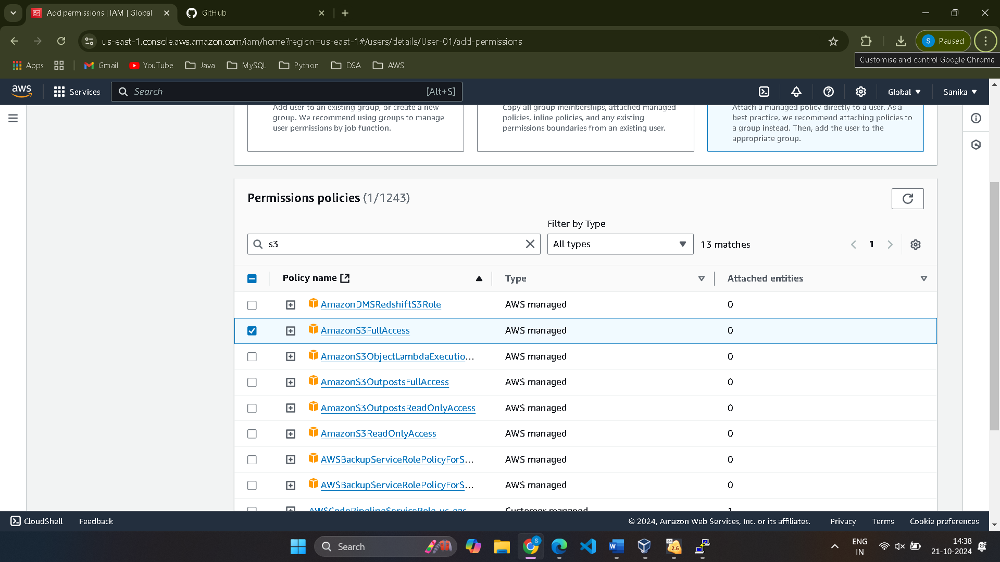 Add permissions | IAM | Global
GitHub
us-east-1.console.aws.amazon.com/iam/home?region=us-east-1#/users/details/User-01/add-permissions
S Paused
Apps
Gmail
YouTube
Java
MySQL
Python
DSA
AWS
Customise and control Google Chrome
aws
Services
Search
[Alt+S]
Global
Sanika
Add user to an existing group, or create a new
group. We recommend using groups to manage
user permissions by job function.
Copy all group memberships, attached managed
policies, inline policies, and any existing
permissions boundaries from an existing user.
Attach a managed policy directly to a user. As a
best practice, we recommend attaching policies to
a group instead. Then, add the user to the
appropriate group.
Permissions policies (1/1243)
Filter by Type
s3
All types
13 matches
1
Policy name
Type
Attached entities
AmazonDMSRedshiftS3Role
AWS managed
0
AmazonS3FullAccess
AWS managed
0
AmazonS3ObjectLambdaExecutio...
AWS managed
0
AmazonS3OutpostsFullAccess
AWS managed
0
AmazonS3OutpostsReadOnlyAccess
AWS managed
0
AmazonS3ReadOnlyAccess
AWS managed
0
AWSBackupServiceRolePolicyForS...
AWS managed
0
AWSBackupServiceRolePolicyForS...
AWS managed
0
AWSCodePipelineServiceRole-us-eas...
Customer managed
1
CloudShell
Feedback
© 2024, Amazon Web Services, Inc. or its affiliates.
Privacy
Terms
Cookie preferences
Search
S
64
2.6
ENG
IN
14:38
21-10-2024